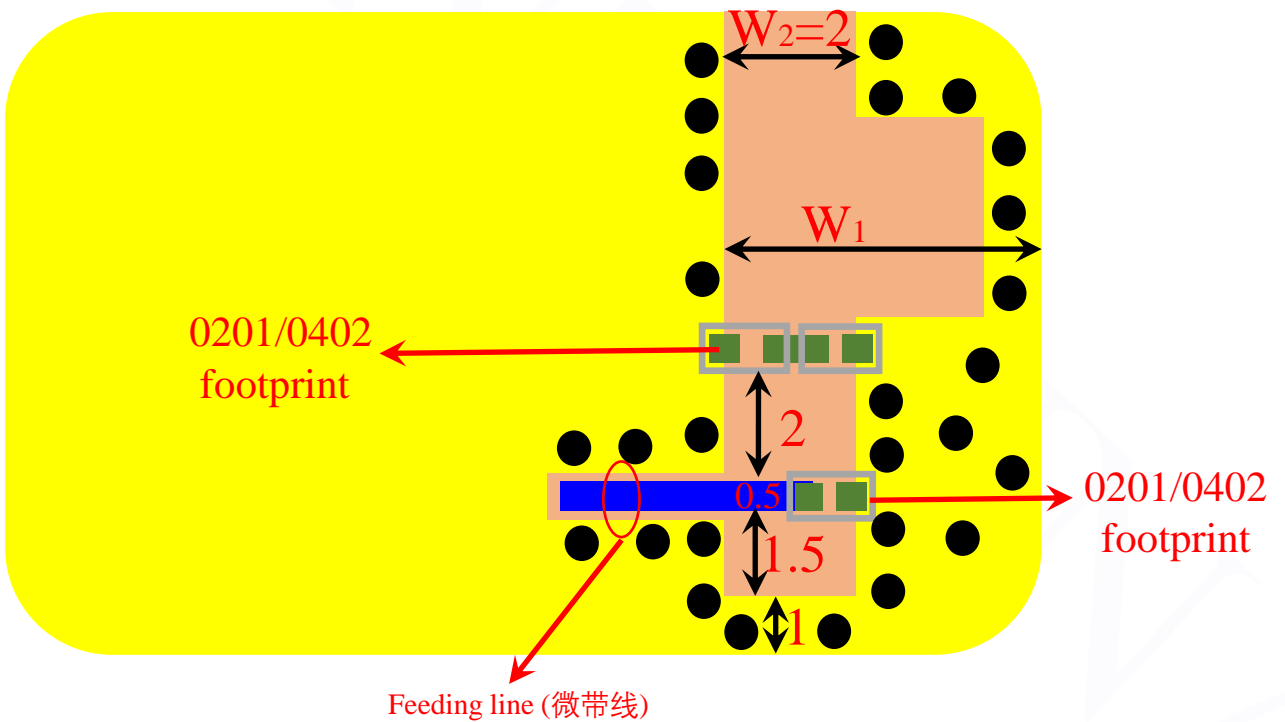 W₂=2
W₁
0201/0402
footprint
2
0.5
0201/0402
footprint
1.5
1
Feeding line (微带线)